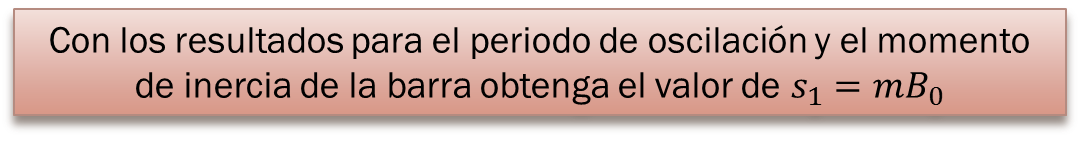 Con los resultados para el periodo de oscilación y el momento
de inercia de la barra obtenga el valor de s₁ = mB₀